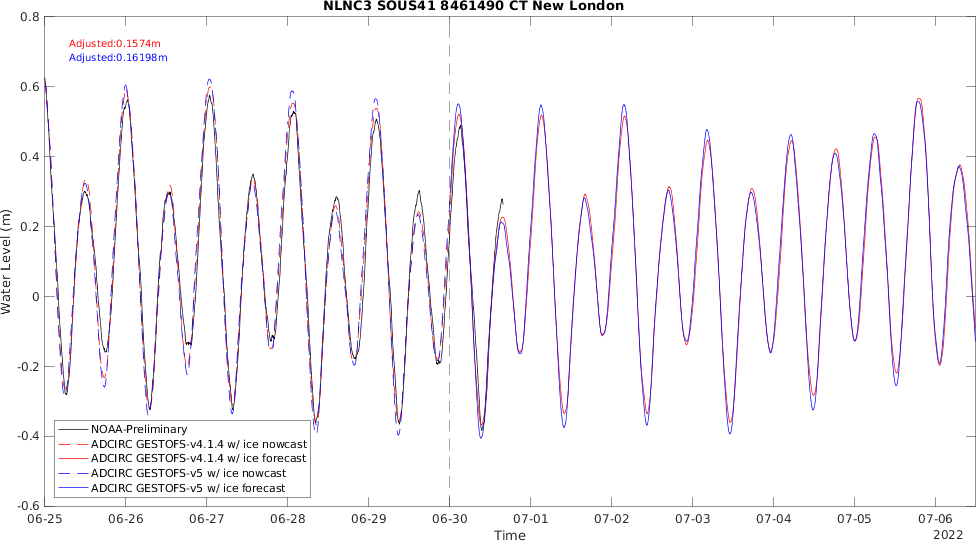 NLNC3 SOUS41 8461490 CT New London
Adjusted:0.1574m
Adjusted:0.16198m
Water Level (m)
0.8
0.6
0.4
0.2
0
-0.2
-0.4
-0.6
NOAA-Preliminary
ADCIRC GESTOFS-v4.1.4 w/ ice nowcast
ADCIRC GESTOFS-v4.1.4 w/ ice forecast
ADCIRC GESTOFS-v5 w/ ice nowcast
ADCIRC GESTOFS-v5 w/ ice forecast
06-25 06-26 06-27 06-28 06-29 06-30 07-01 07-02 07-03 07-04 07-05 07-06
Time
2022